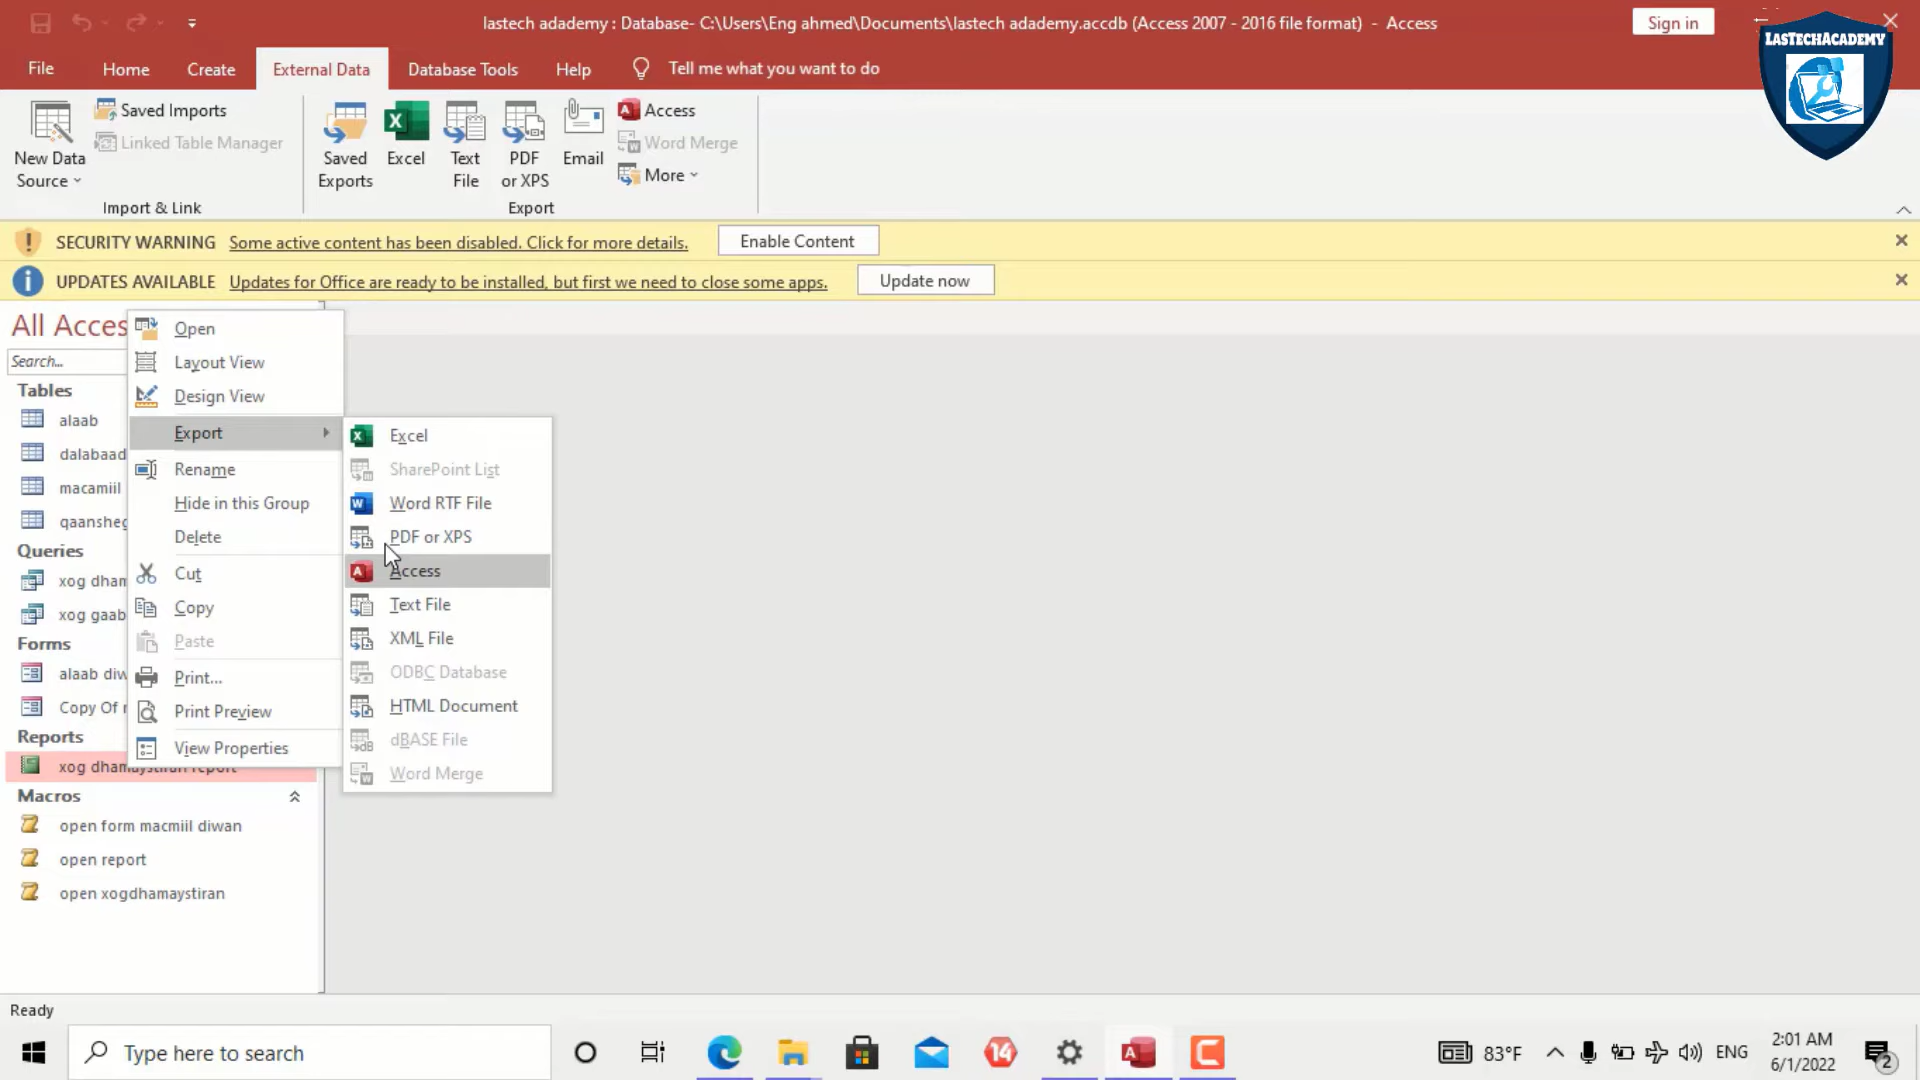 lastech adademy : Database- C:\Users\Eng ahmed\Documents\lastech adademy.accdb (Access 2007 - 2016 file format) - Access
Sign in
LASTECHACADEMY
File Home Create External Data Database Tools Help Tell me what you want to do
New Data Source
Saved Imports
Linked Table Manager
Import & Link
Saved Exports
Excel
Text File
PDF or XPS
Email
Access
Word Merge
More
Export
SECURITY WARNING Some active content has been disabled. Click for more details. Enable Content
UPDATES AVAILABLE Updates for Office are ready to be installed, but first we need to close some apps. Update now
All Acces
Search...
Tables
alaab
dalabaad
macamiil
qaansheg
Queries
xog dham
xog gaab
Forms
alaab diw
Copy Of
Reports
xog dhamaystiran report
Macros
open form macmiil diwan
open report
open xogdhamaystiran
Open
Layout View
Design View
Export
Rename
Hide in this Group
Delete
Cut
Copy
Paste
Print...
Print Preview
View Properties
Excel
SharePoint List
Word RTF File
PDF or XPS
Access
Text File
XML File
ODBC Database
HTML Document
dBASE File
Word Merge
Ready
Type here to search
14
83°F
ENG
2:01 AM
6/1/2022
2